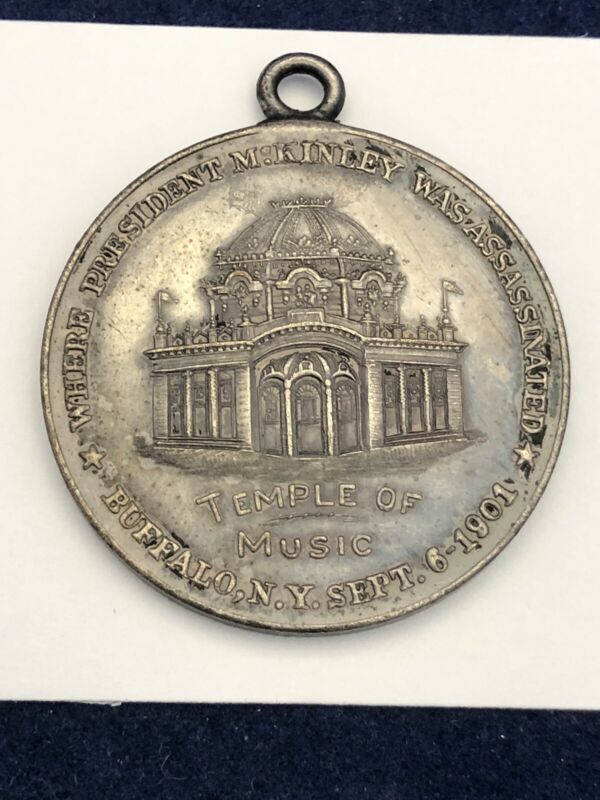 WHERE PRESIDENT McKINLEY WAS ASSASSINATED
TEMPLE OF
MUSIC
BUFFALO, N.Y. SEPT. 6-1901